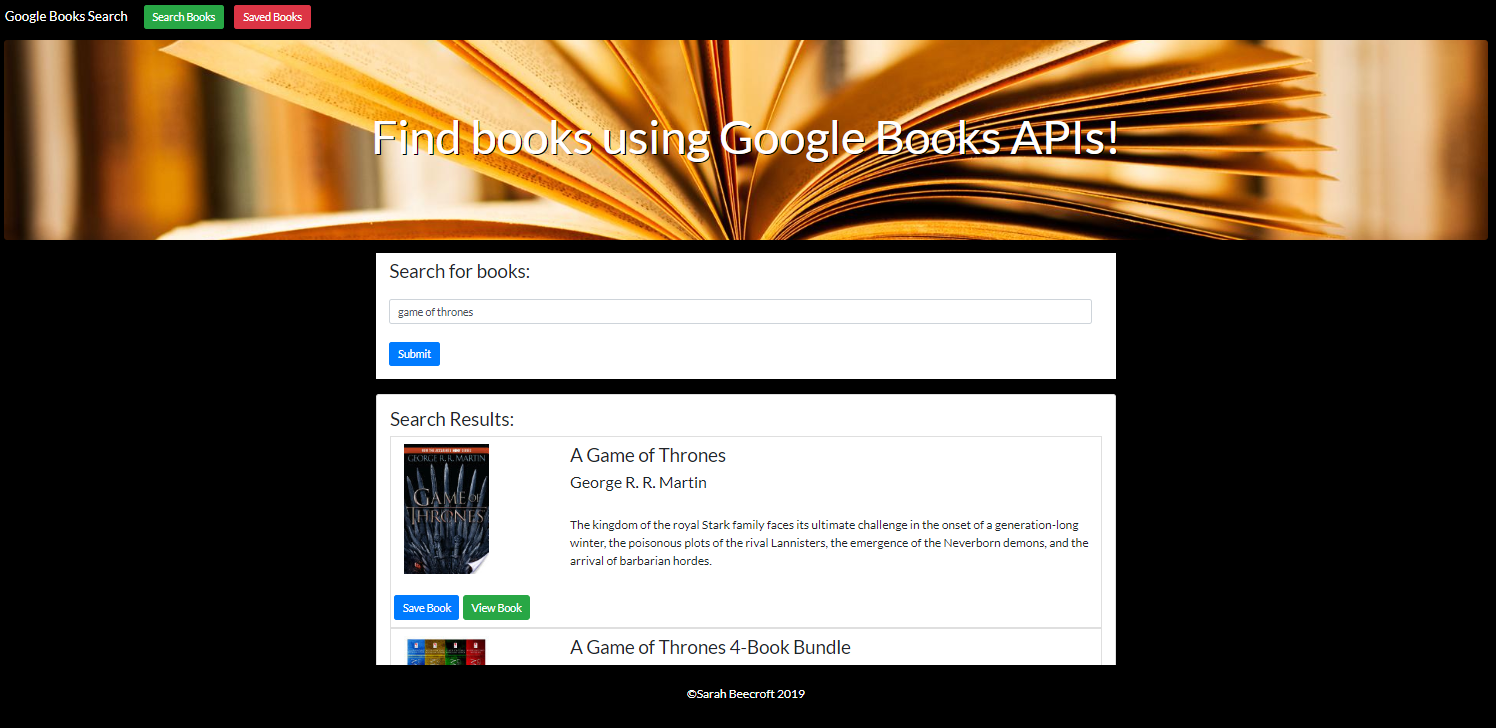 Google Books Search
Search Books
Saved Books
Find books using Google Books APIs!
Search for books:
game of thrones
Submit
Search Results:
GEORGE R. R. MARTIN
GAME OF
THRONES
A Game of Thrones
George R. R. Martin
The kingdom of the royal Stark family faces its ultimate challenge in the onset of a generation-long
winter, the poisonous plots of the rival Lannisters, the emergence of the Neverborn demons, and the
arrival of barbarian hordes.
Save Book
View Book
A Game of Thrones 4-Book Bundle
©Sarah Beecroft 2019